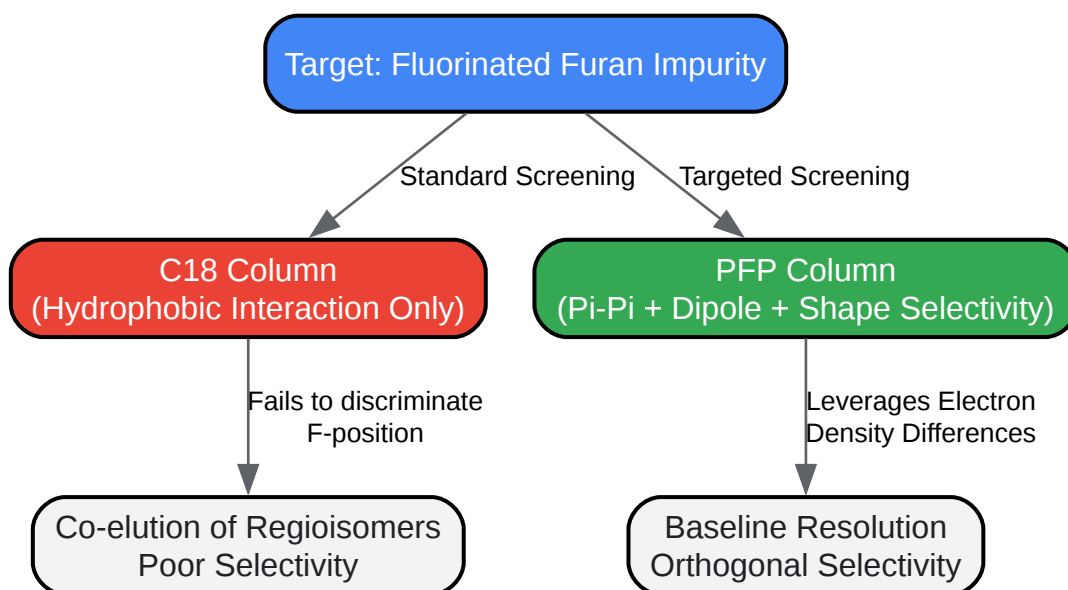 Target: Fluorinated Furan Impurity
Standard Screening
Targeted Screening
C18 Column
(Hydrophobic Interaction Only)
PFP Column
(Pi-Pi + Dipole + Shape Selectivity)
Fails to discriminate
F-position
Leverages Electron
Density Differences
Co-elution of Regioisomers
Poor Selectivity
Baseline Resolution
Orthogonal Selectivity